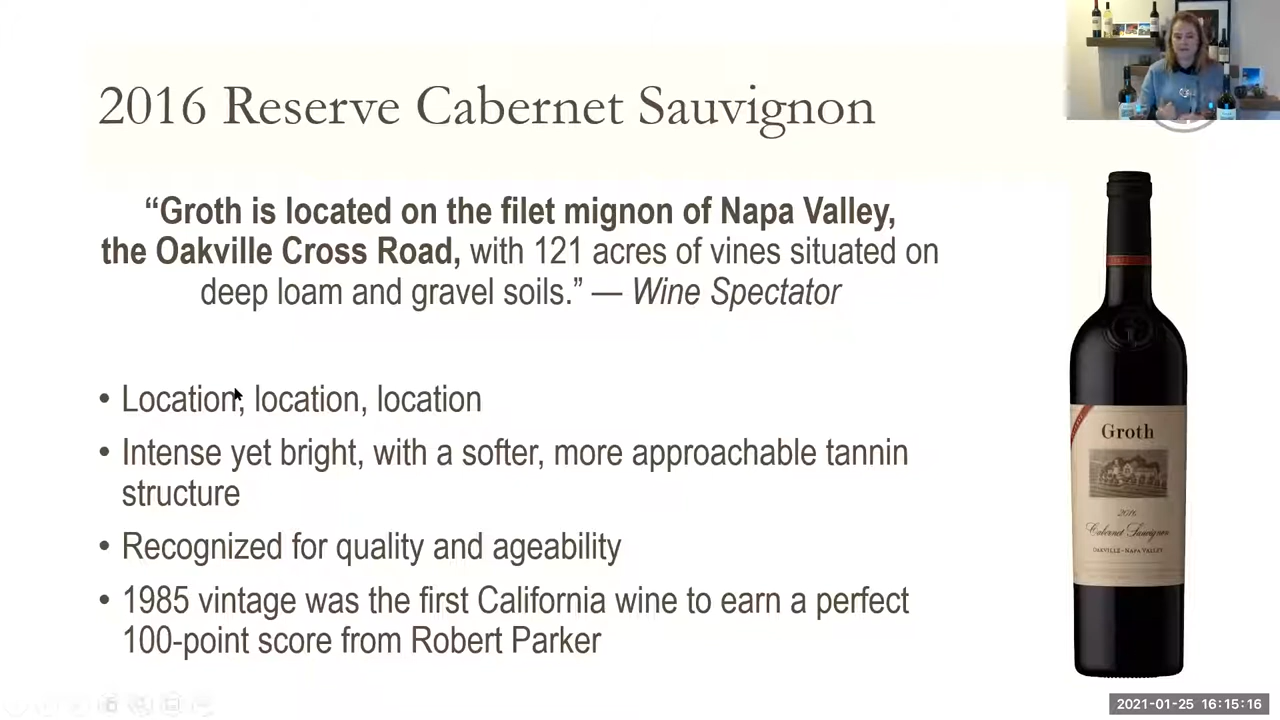 2016 Reserve Cabernet Sauvignon
“Groth is located on the filet mignon of Napa Valley,
the Oakville Cross Road, with 121 acres of vines situated on
deep loam and gravel soils.” — Wine Spectator
• Location, location, location
• Intense yet bright, with a softer, more approachable tannin
structure
• Recognized for quality and ageability
• 1985 vintage was the first California wine to earn a perfect
100-point score from Robert Parker
Groth
2016
Cabernet Sauvignon
OAKVILLE-NAPA VALLEY
2021-01-25 16:15:16